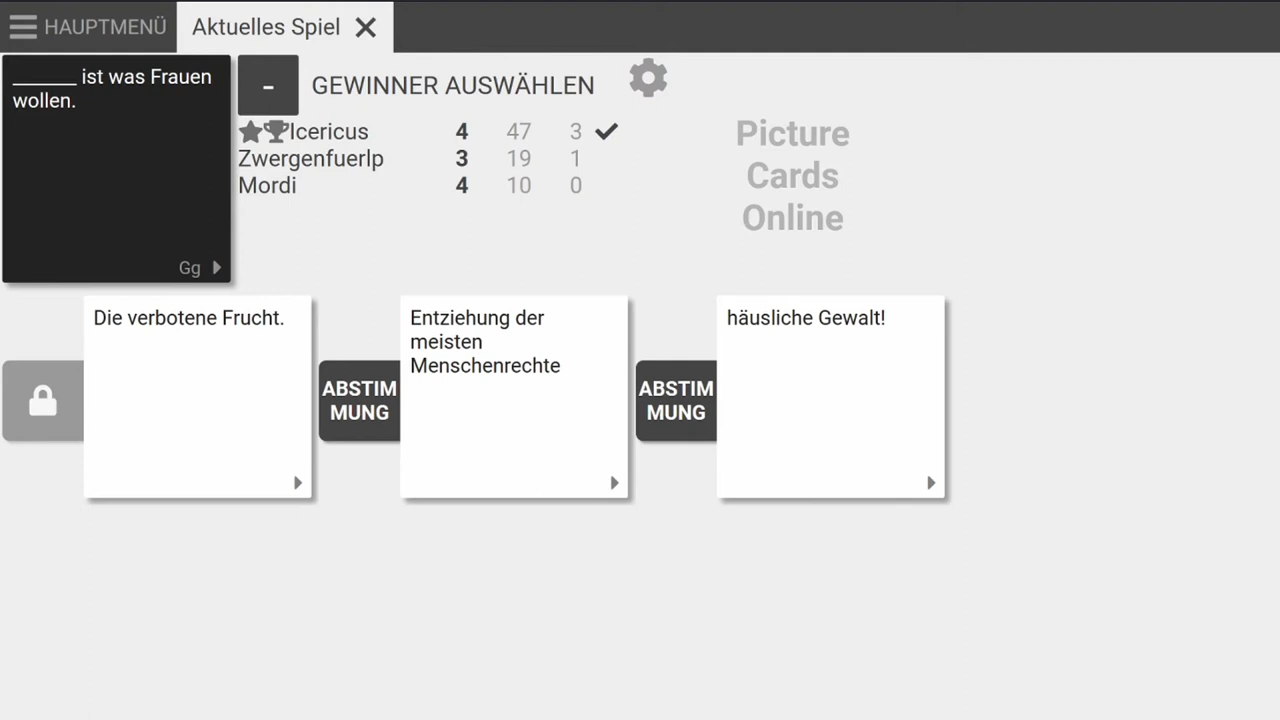 HAUPTMENÜ
Aktuelles Spiel
______ ist was Frauen
wollen.
Gg
-
GEWINNER AUSWÄHLEN
Icericus 4 47 3
Zwergenfuerlp 3 19 1
Mordi 4 10 0
Picture
Cards
Online
Die verbotene Frucht.
ABSTIM
MUNG
Entziehung der
meisten
Menschenrechte
ABSTIM
MUNG
häusliche Gewalt!